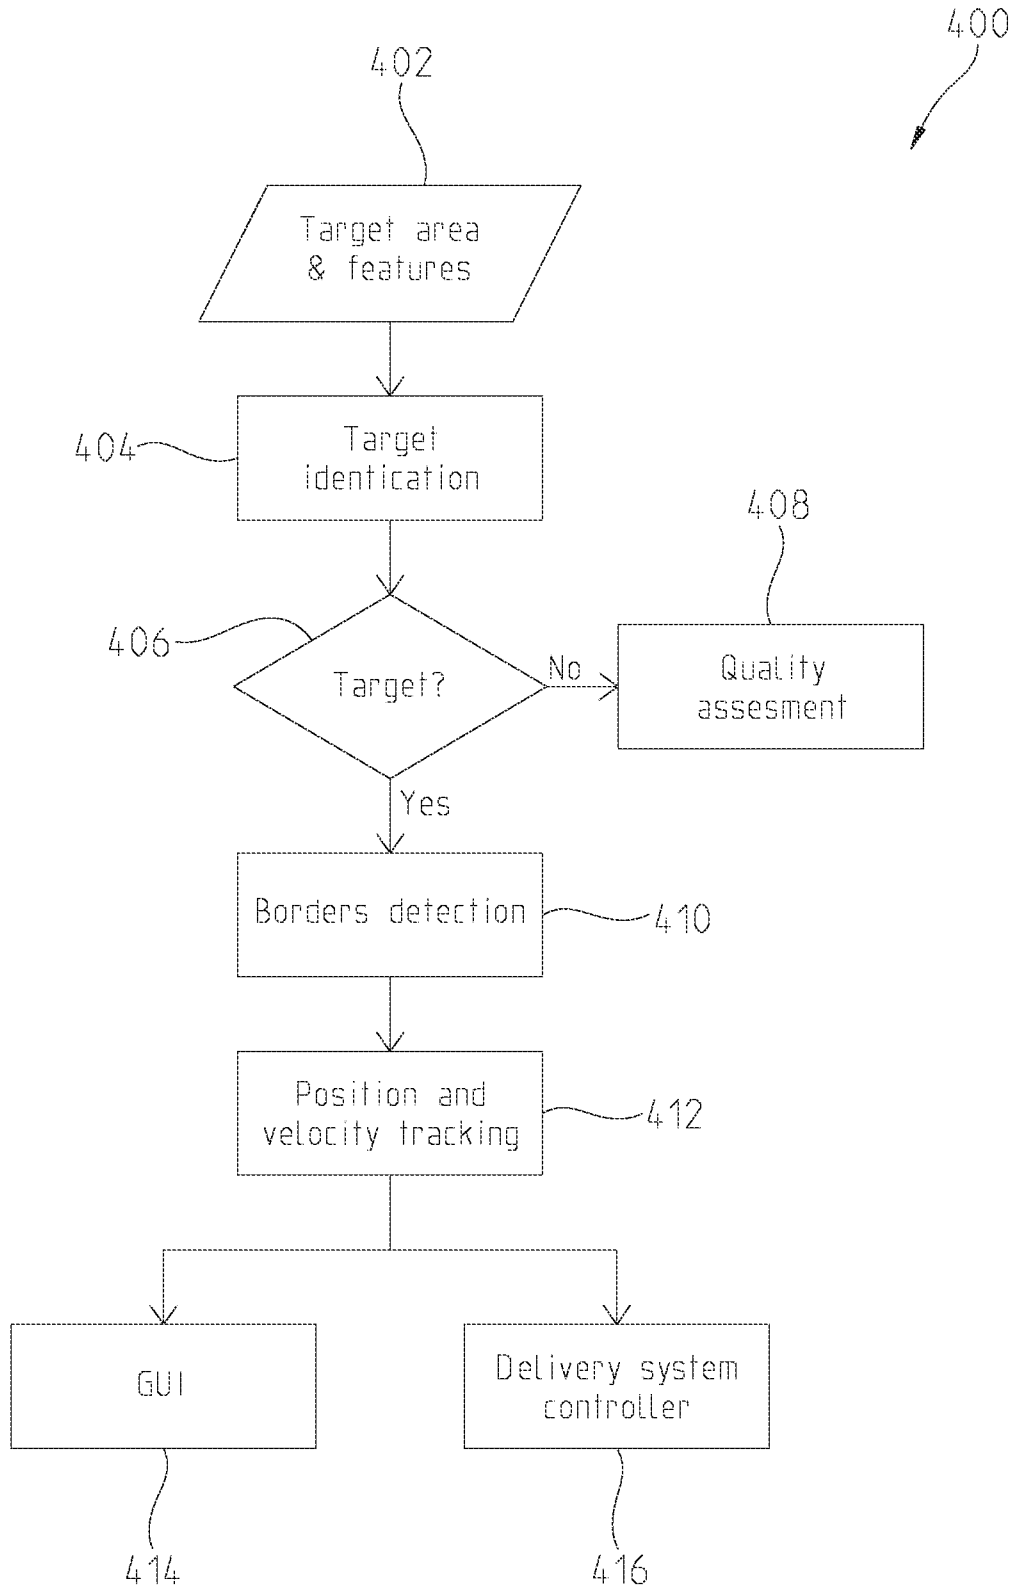 400
402
Target area
& features
404
Target
identication
408
406
Target?
No
Quality
assesment
Yes
Borders detection
410
Position and
velocity tracking
412
GUI
Delivery system
controller
414
416